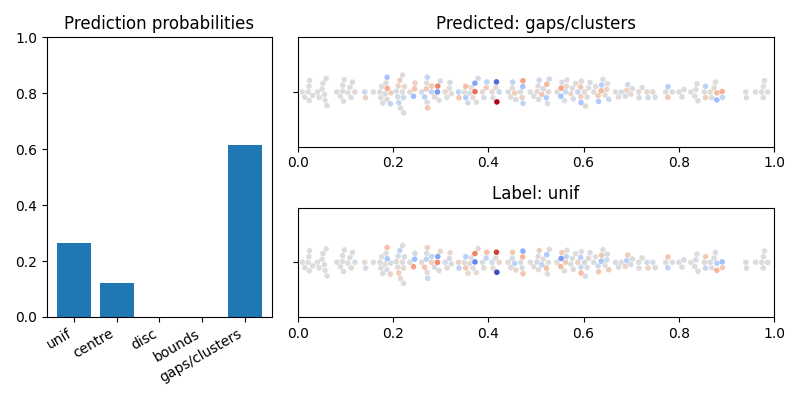 Prediction probabilities
1.0
0.8
0.6
0.4
0.2
0.0
unif
centre
disc
bounds
gaps/clusters
Predicted: gaps/clusters
0.0 0.2 0.4 0.6 0.8 1.0
Label: unif
0.0 0.2 0.4 0.6 0.8 1.0